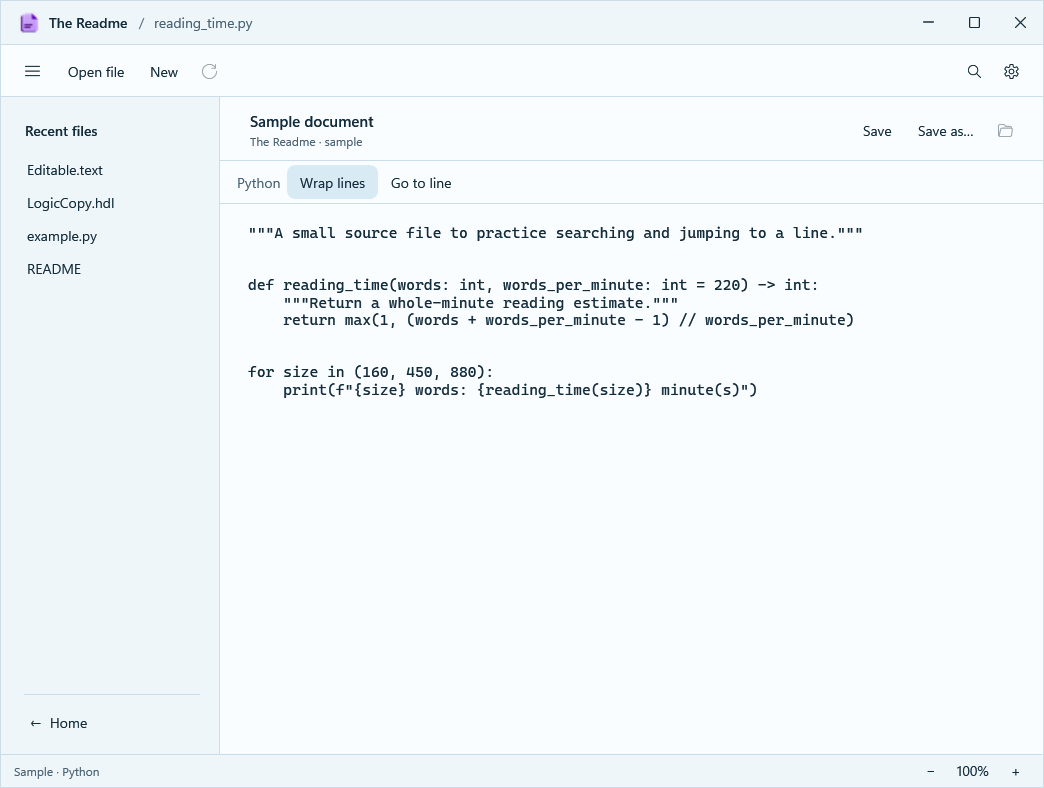 The Readme / reading_time.py
Open file New
Recent files
Editable.text
LogicCopy.hdl
example.py
README
← Home
Sample document
The Readme · sample
Save Save as...
Python Wrap lines Go to line
"""A small source file to practice searching and jumping to a line."""
def reading_time(words: int, words_per_minute: int = 220) -> int:
    """Return a whole-minute reading estimate."""
    return max(1, (words + words_per_minute - 1) // words_per_minute)
for size in (160, 450, 880):
    print(f"{size} words: {reading_time(size)} minute(s)")
Sample · Python
− 100% +